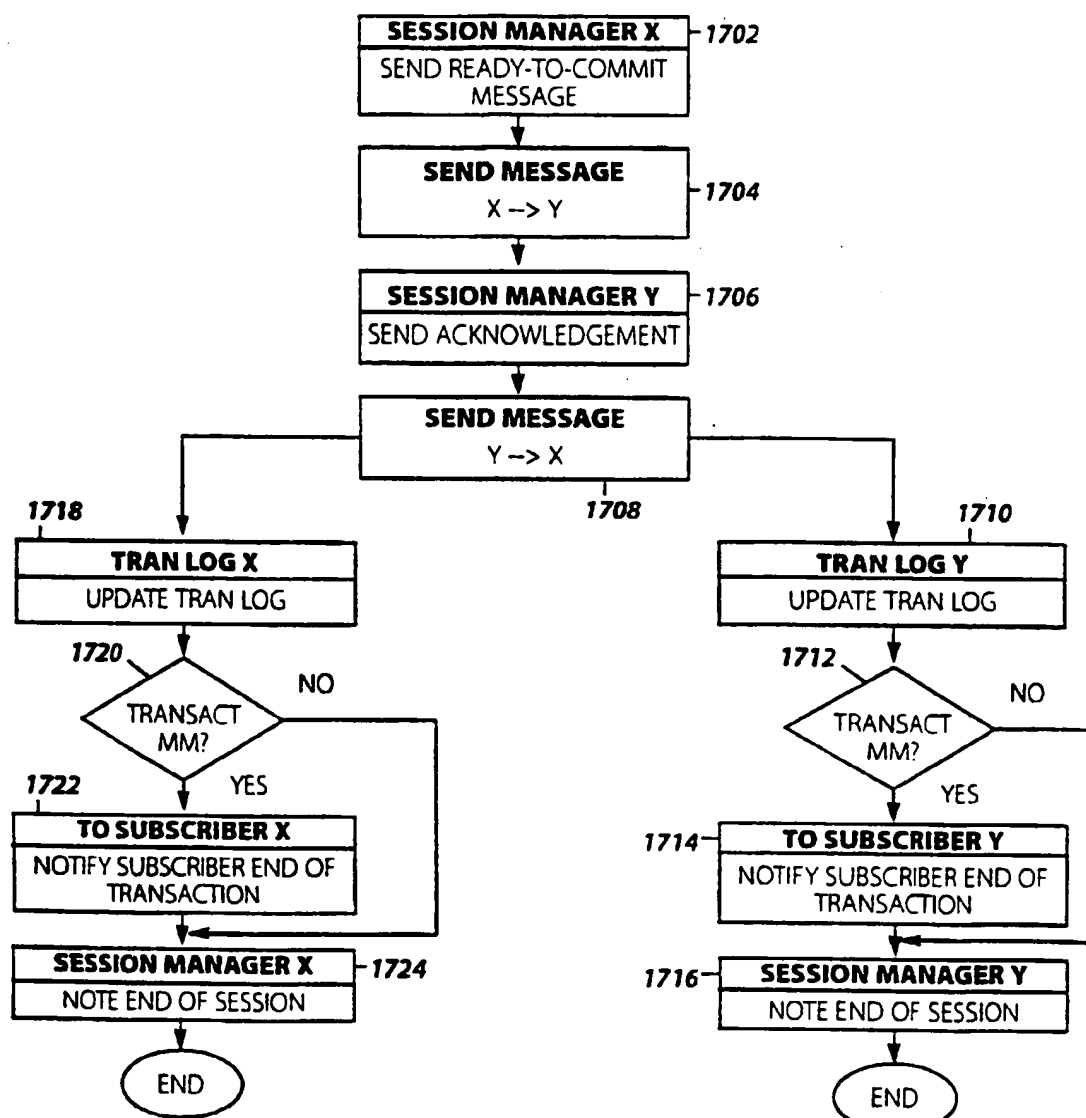 SESSION MANAGER X
1702
SEND READY-TO-COMMIT
MESSAGE
SEND MESSAGE
1704
X --> Y
SESSION MANAGER Y
1706
SEND ACKNOWLEDGEMENT
SEND MESSAGE
Y --> X
1708
1718
TRAN LOG X
UPDATE TRAN LOG
1720
NO
TRANSACT
MM?
YES
1722
TO SUBSCRIBER X
NOTIFY SUBSCRIBER END OF
TRANSACTION
SESSION MANAGER X
1724
NOTE END OF SESSION
END
1710
TRAN LOG Y
UPDATE TRAN LOG
1712
NO
TRANSACT
MM?
YES
1714
TO SUBSCRIBER Y
NOTIFY SUBSCRIBER END OF
TRANSACTION
1716
SESSION MANAGER Y
NOTE END OF SESSION
END